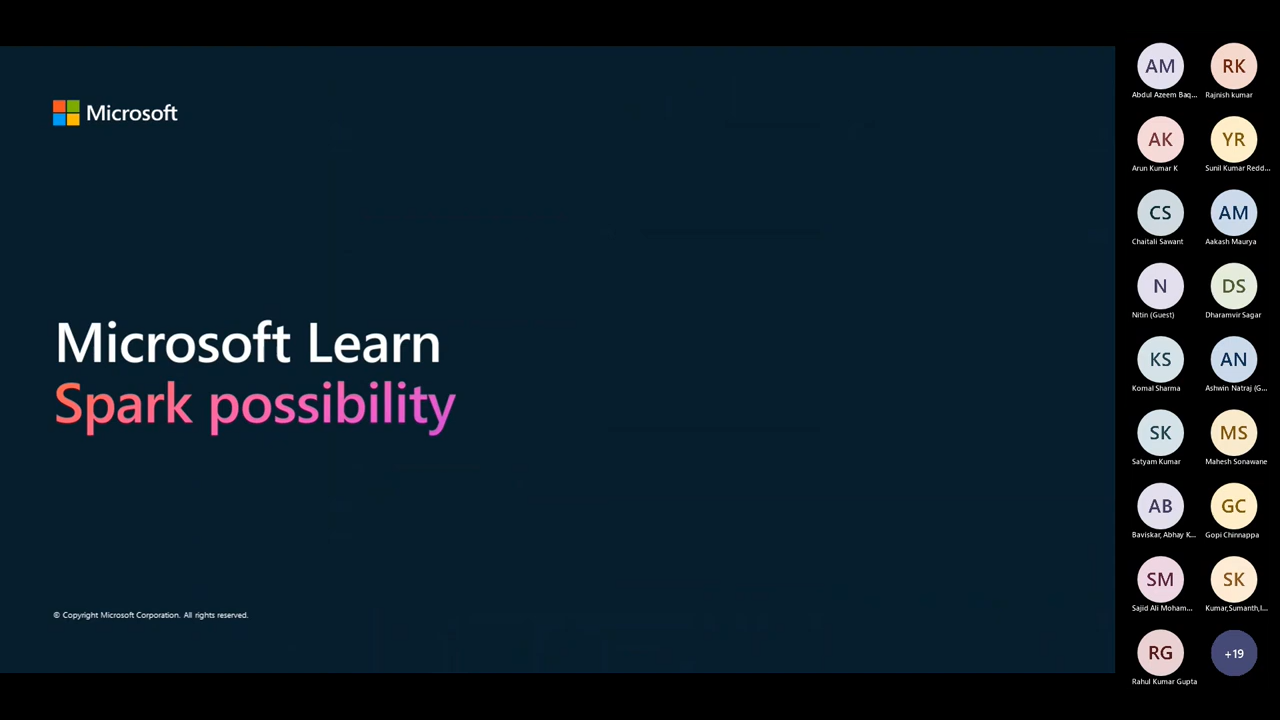 Microsoft
Microsoft Learn
Spark possibility
© Copyright Microsoft Corporation. All rights reserved.
AM
Abdul Azeem Baq...
RK
Rajnish kumar
AK
Arun Kumar K
YR
Sunil Kumar Redd...
CS
Chaitali Sawant
AM
Aakash Maurya
N
Nitin (Guest)
DS
Dharamvir Sagar
KS
Komal Sharma
AN
Ashwin Natraj (G...
SK
Satyam Kumar
MS
Mahesh Sonawane
AB
Baviskar, Abhay K...
GC
Gopi Chinnappa
SM
Sajid Ali Moham...
SK
Kumar,Sumanth,I...
RG
Rahul Kumar Gupta
+19